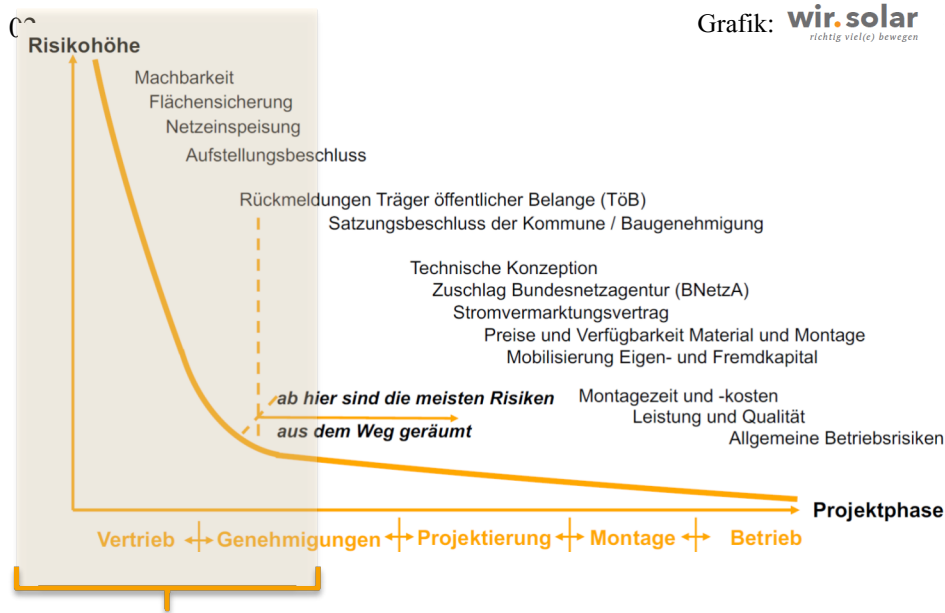 Grafik: wir.solar
richtig viel(e) bewegen
Risikohöhe
Machbarkeit
Flächensicherung
Netzeinspeisung
Aufstellungsbeschluss
Rückmeldungen Träger öffentlicher Belange (TöB)
Satzungsbeschluss der Kommune / Baugenehmigung
Technische Konzeption
Zuschlag Bundesnetzagentur (BNetzA)
Stromvermarktungsvertrag
Preise und Verfügbarkeit Material und Montage
Mobilisierung Eigen- und Fremdkapital
ab hier sind die meisten Risiken
aus dem Weg geräumt
Montagezeit und -kosten
Leistung und Qualität
Allgemeine Betriebsrisiken
Projektphase
Vertrieb Genehmigungen Projektierung Montage Betrieb